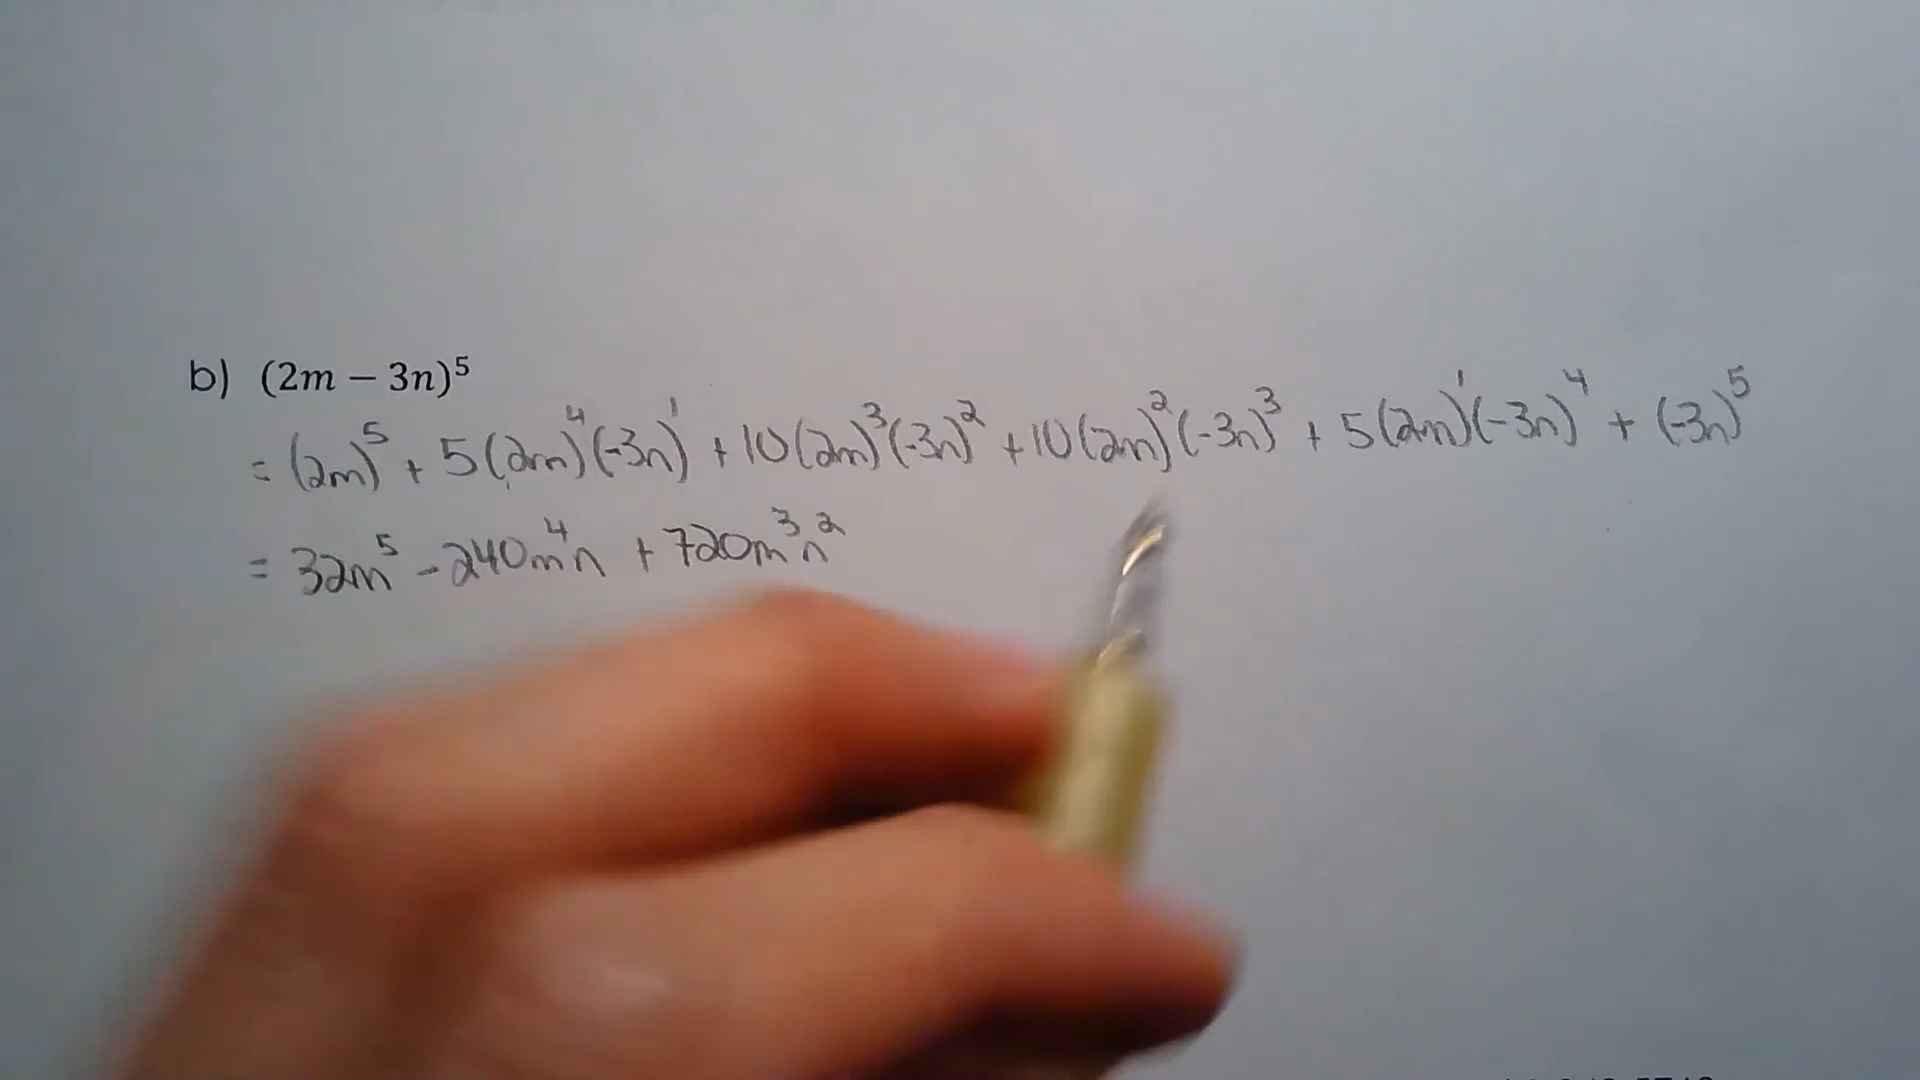 b) (2m − 3n)⁵
= (2m)⁵ + 5(2m)⁴(-3n)¹ + 10(2m)³(-3n)² + 10(2m)²(-3n)³ + 5(2m)¹(-3n)⁴ + (-3n)⁵
= 32m⁵ - 240m⁴n + 720m³n²